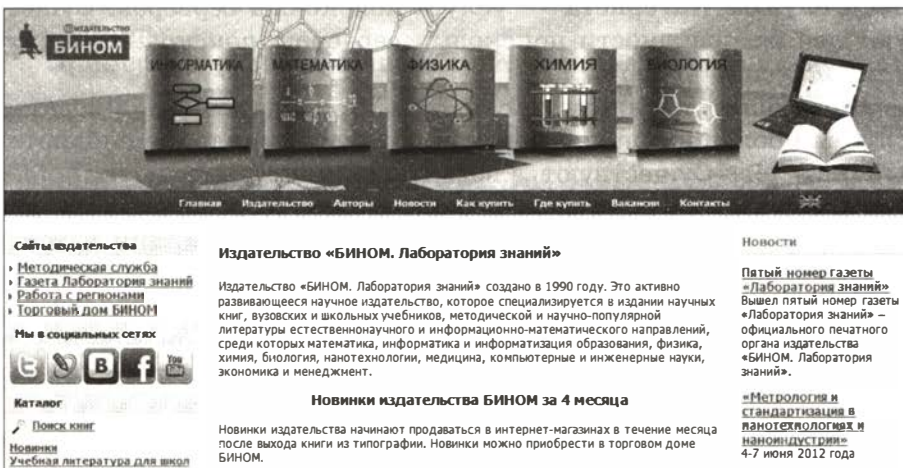 издательство
БИНОМ
ИНФОРМАТИКА
МАТЕМАТИКА
ФИЗИКА
ХИМИЯ
БИОЛОГИЯ
Главная Издательство Авторы Новости Как купить Где купить Вакансии Контакты
Сайты издательства
Методическая служба
Газета Лаборатория знаний
Работа с регионами
Торговый дом БИНОМ
Мы в социальных сетях
B
f
You
Каталог
Поиск книг
Новинки
Учебная литература для школ
Издательство «БИНОМ. Лаборатория знаний»
Издательство «БИНОМ. Лаборатория знаний» создано в 1990 году. Это активно
развивающееся научное издательство, которое специализируется в издании научных
книг, вузовских и школьных учебников, методической и научно-популярной
литературы естественнонаучного и информационно-математического направлений,
среди которых математика, информатика и информатизация образования, физика,
химия, биология, нанотехнологии, медицина, компьютерные и инженерные науки,
экономика и менеджмент.
Новинки издательства БИНОМ за 4 месяца
Новинки издательства начинают продаваться в интернет-магазинах в течение месяца
после выхода книги из типографии. Новинки можно приобрести в торговом доме
БИНОМ.
Новости
Пятый номер газеты
«Лаборатория знаний»
Вышел пятый номер газеты
«Лаборатория знаний» –
официального печатного
органа издательства
«БИНОМ. Лаборатория
знаний».
«Метрология и
стандартизация в
нанотехнологиях и
наноиндустрии»
4-7 июня 2012 года